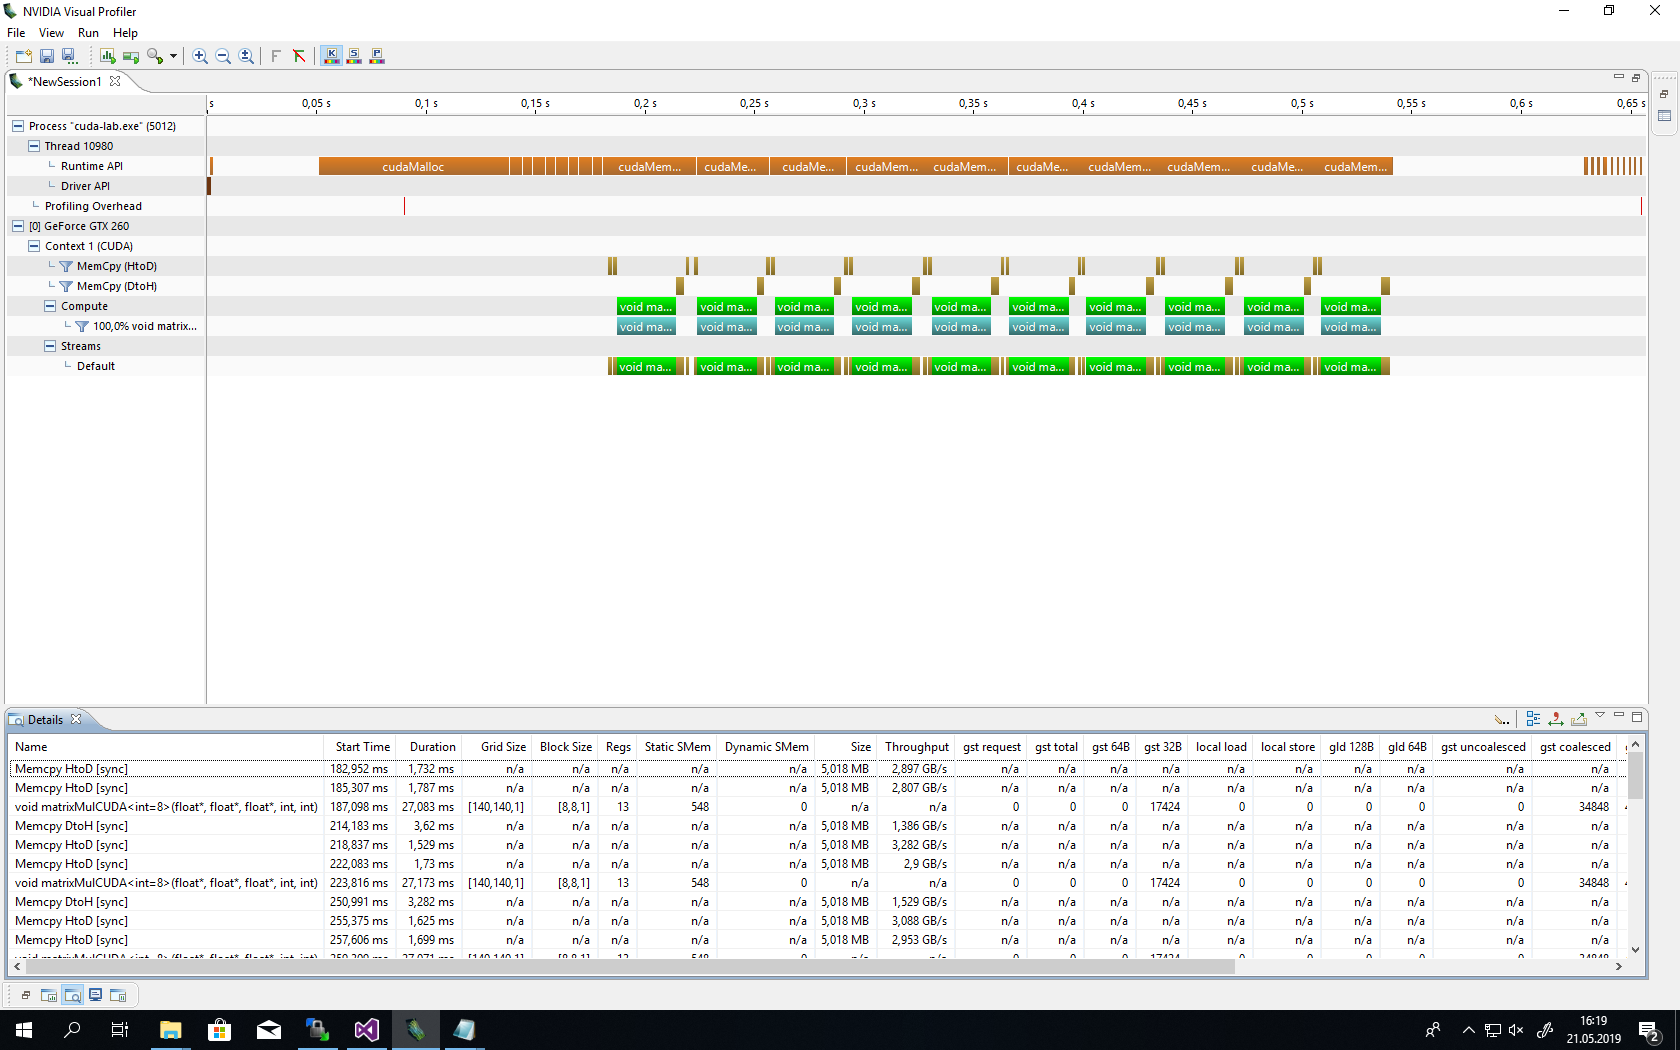 NVIDIA Visual Profiler
File View Run Help
*NewSession1
s 0,05 s 0,1 s 0,15 s 0,2 s 0,25 s 0,3 s 0,35 s 0,4 s 0,45 s 0,5 s 0,55 s 0,6 s 0,65 s
Process "cuda-lab.exe" (5012)
Thread 10980
Runtime API cudaMalloc cudaMem... cudaMe... cudaMem... cudaMem... cudaMem... cudaMe... cudaMem... cudaMem... cudaMe... cudaMem...
Driver API
Profiling Overhead
[0] GeForce GTX 260
Context 1 (CUDA)
MemCpy (HtoD)
MemCpy (DtoH)
Compute void ma... void ma... void ma... void ma... void ma... void ma... void ma... void ma... void ma... void ma...
100,0% void matrix... void ma... void ma... void ma... void ma... void ma... void ma... void ma... void ma... void ma... void ma...
Streams
Default void ma... void ma... void ma... void ma... void ma... void ma... void ma... void ma... void ma... void ma...
Details
Name Start Time Duration Grid Size Block Size Regs Static SMem Dynamic SMem Size Throughput gst request gst total gst 64B gst 32B local load local store gld 128B gld 64B gst uncoalesced gst coalesced
Memcpy HtoD [sync] 182,952 ms 1,732 ms n/a n/a n/a n/a n/a 5,018 MB 2,897 GB/s n/a n/a n/a n/a n/a n/a n/a n/a n/a n/a
Memcpy HtoD [sync] 185,307 ms 1,787 ms n/a n/a n/a n/a n/a 5,018 MB 2,807 GB/s n/a n/a n/a n/a n/a n/a n/a n/a n/a n/a
void matrixMulCUDA<int=8>(float*, float*, float*, int, int) 187,098 ms 27,083 ms [140,140,1] [8,8,1] 13 548 0 n/a n/a 0 0 0 17424 0 0 0 0 0 34848
Memcpy DtoH [sync] 214,183 ms 3,62 ms n/a n/a n/a n/a n/a 5,018 MB 1,386 GB/s n/a n/a n/a n/a n/a n/a n/a n/a n/a n/a
Memcpy HtoD [sync] 218,837 ms 1,529 ms n/a n/a n/a n/a n/a 5,018 MB 3,282 GB/s n/a n/a n/a n/a n/a n/a n/a n/a n/a n/a
Memcpy HtoD [sync] 222,083 ms 1,73 ms n/a n/a n/a n/a n/a 5,018 MB 2,9 GB/s n/a n/a n/a n/a n/a n/a n/a n/a n/a n/a
void matrixMulCUDA<int=8>(float*, float*, float*, int, int) 223,816 ms 27,173 ms [140,140,1] [8,8,1] 13 548 0 n/a n/a 0 0 0 17424 0 0 0 0 0 34848
Memcpy DtoH [sync] 250,991 ms 3,282 ms n/a n/a n/a n/a n/a 5,018 MB 1,529 GB/s n/a n/a n/a n/a n/a n/a n/a n/a n/a n/a
Memcpy HtoD [sync] 255,375 ms 1,625 ms n/a n/a n/a n/a n/a 5,018 MB 3,088 GB/s n/a n/a n/a n/a n/a n/a n/a n/a n/a n/a
Memcpy HtoD [sync] 257,606 ms 1,699 ms n/a n/a n/a n/a n/a 5,018 MB 2,953 GB/s n/a n/a n/a n/a n/a n/a n/a n/a n/a n/a
16:19
21.05.2019
2